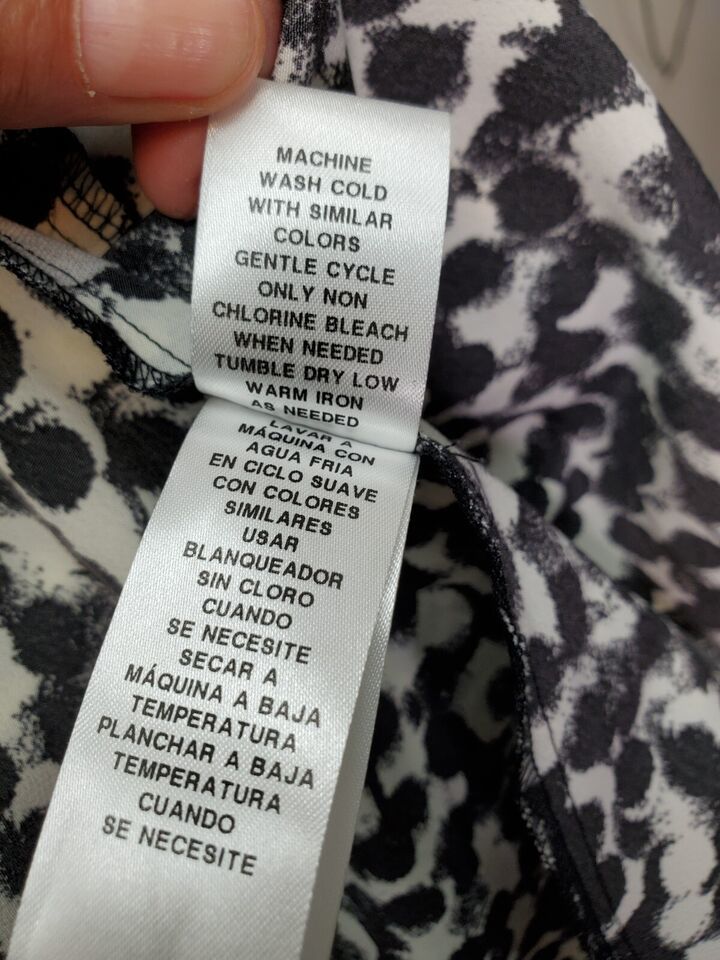 MACHINE
WASH COLD
WITH SIMILAR
COLORS
GENTLE CYCLE
ONLY NON
CHLORINE BLEACH
WHEN NEEDED
TUMBLE DRY LOW
WARM IRON
AS NEEDED
LAVAR A
MÁQUINA CON
AGUA FRIA
EN CICLO SUAVE
CON COLORES
SIMILARES
USAR
BLANQUEADOR
SIN CLORO
CUANDO
SE NECESITE
SECAR A
MÁQUINA A BAJA
TEMPERATURA
PLANCHAR A BAJA
TEMPERATURA
CUANDO
SE NECESITE